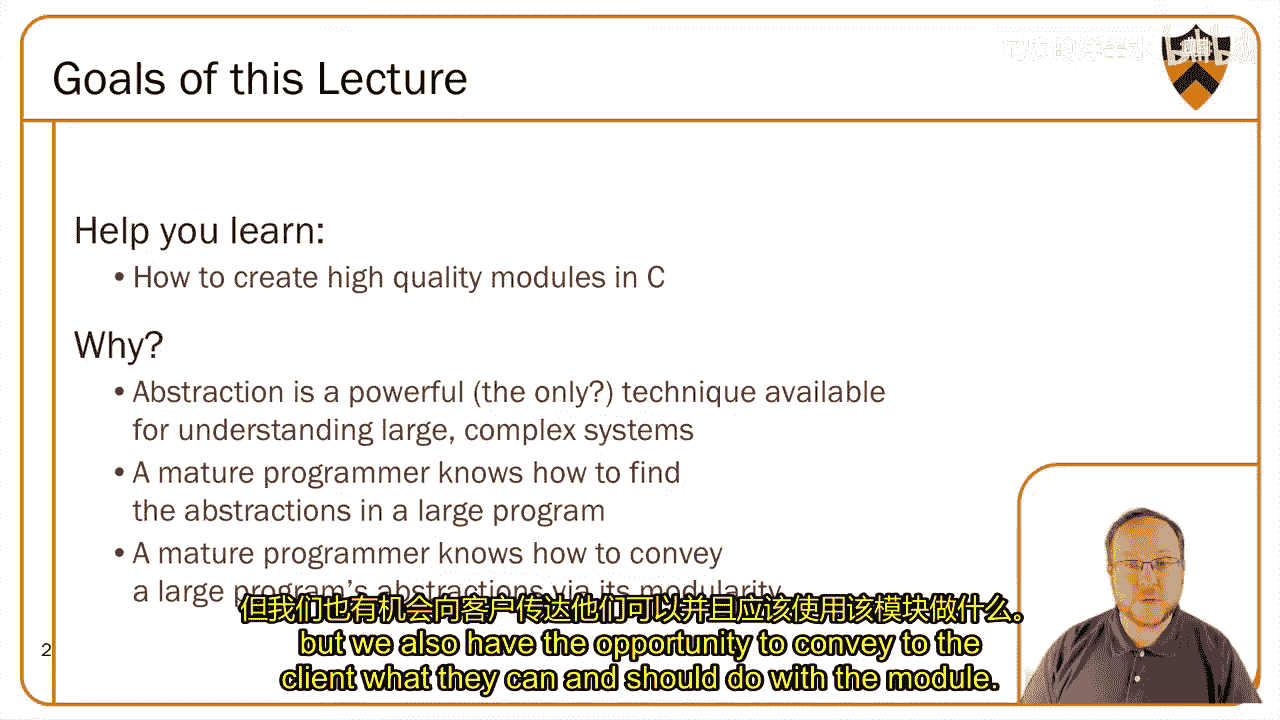 Goals of this Lecture
Help you learn:
• How to create high quality modules in C
Why?
• Abstraction is a powerful (the only?) technique available
for understanding large, complex systems
• A mature programmer knows how to find
the abstractions in a large program
• A mature programmer knows how to convey
a large program's abstractions via its modularity
但我们也有机会向客户传达他们可以并且应该使用该模块做什么。
2
but we also have the opportunity to convey to the
client what they can and should do with the module.